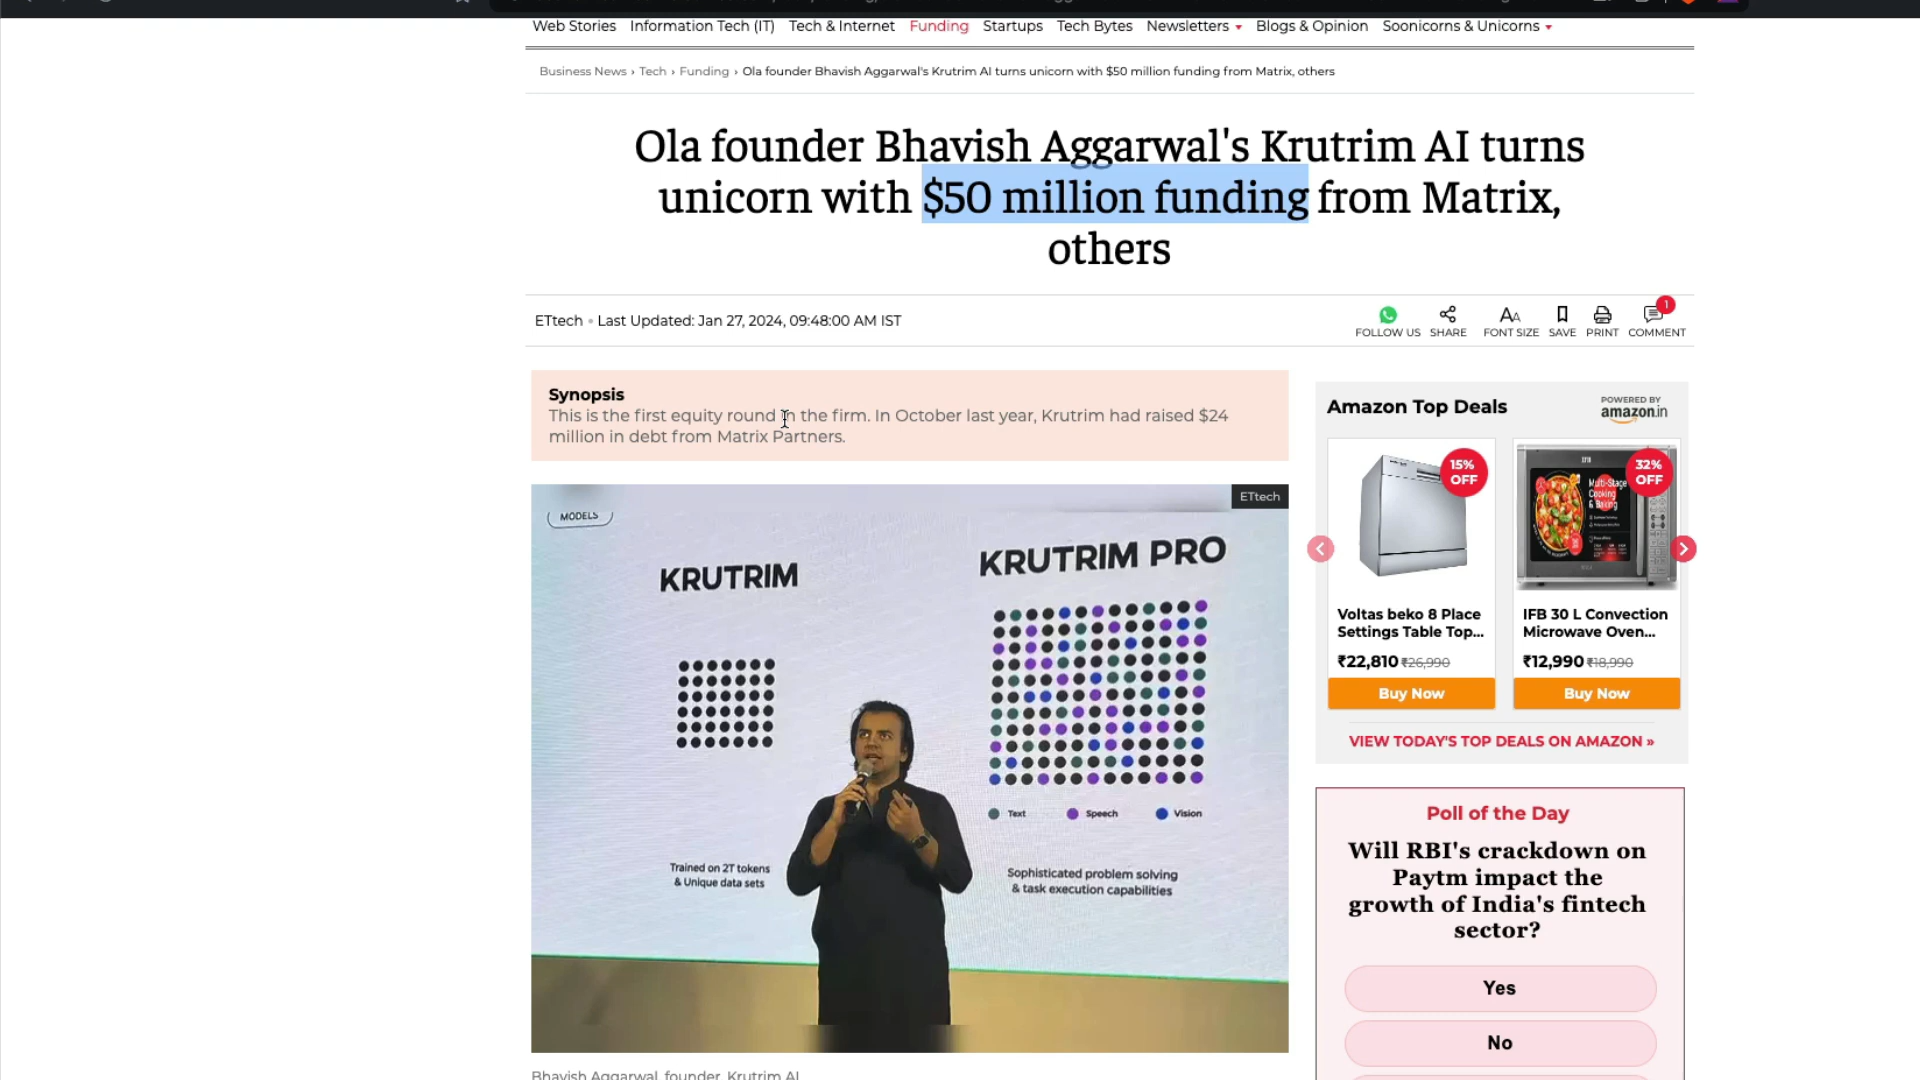 Web Stories Information Tech (IT) Tech & Internet Funding Startups Tech Bytes Newsletters Blogs & Opinion Soonicorns & Unicorns
Business News › Tech › Funding › Ola founder Bhavish Aggarwal's Krutrim AI turns unicorn with $50 million funding from Matrix, others
Ola founder Bhavish Aggarwal's Krutrim AI turns
unicorn with $50 million funding from Matrix,
others
ETtech • Last Updated: Jan 27, 2024, 09:48:00 AM IST
1
FOLLOW US SHARE FONT SIZE SAVE PRINT COMMENT
Synopsis
This is the first equity round in the firm. In October last year, Krutrim had raised $24
million in debt from Matrix Partners.
ETtech
MODELS
KRUTRIM
KRUTRIM PRO
Text Speech Vision
Trained on 2T tokens
& Unique data sets
Sophisticated problem solving
& task execution capabilities
Bhavish Aggarwal, founder, Krutrim AI
Amazon Top Deals
POWERED BY
amazon.in
15%
OFF
Voltas beko 8 Place
Settings Table Top...
₹22,810 ₹26,990
Buy Now
32%
OFF
Multi-Stage
Cooking
& Baking
IFB 30 L Convection
Microwave Oven...
₹12,990 ₹18,990
Buy Now
VIEW TODAY'S TOP DEALS ON AMAZON »
Poll of the Day
Will RBI's crackdown on
Paytm impact the
growth of India's fintech
sector?
Yes
No